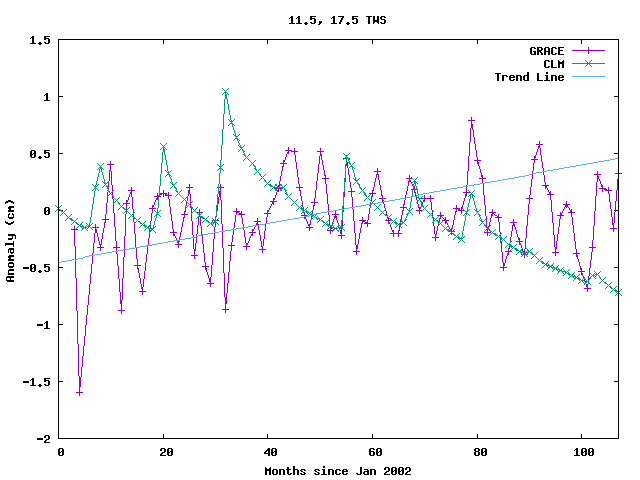 11.5, 17.5 TWS
GRACE
CLM
Trend Line
1.5
1
0.5
0
-0.5
-1
-1.5
-2
Anomaly (cm)
0 20 40 60 80 100
Months since Jan 2002